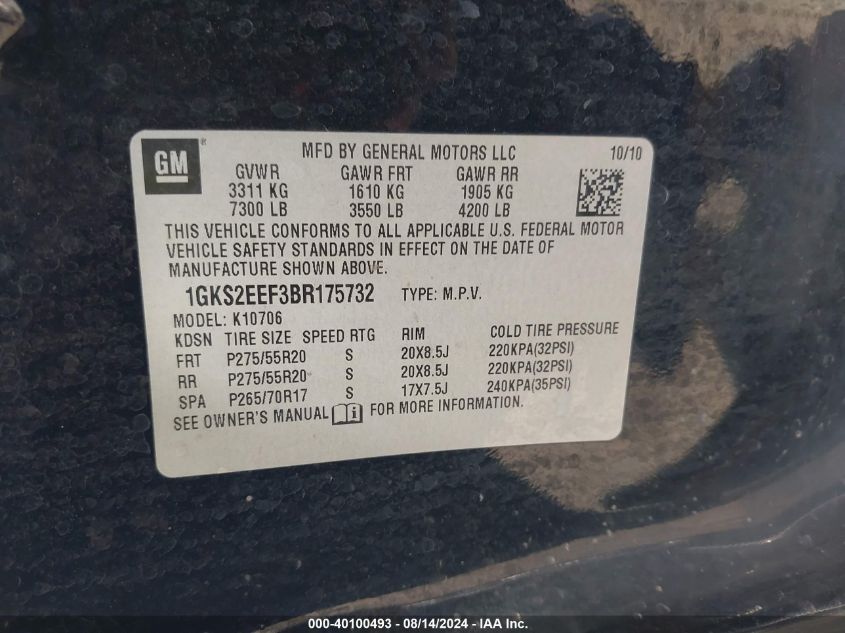 GM ®
MFD BY GENERAL MOTORS LLC 10/10
GVWR GAWR FRT GAWR RR
3311 KG 1610 KG 1905 KG
7300 LB 3550 LB 4200 LB
THIS VEHICLE CONFORMS TO ALL APPLICABLE U.S. FEDERAL MOTOR
VEHICLE SAFETY STANDARDS IN EFFECT ON THE DATE OF
MANUFACTURE SHOWN ABOVE.
1GKS2EEF3BR175732 TYPE: M.P.V.
MODEL: K10706
KDSN TIRE SIZE SPEED RTG RIM COLD TIRE PRESSURE
FRT P275/55R20 S 20X8.5J 220KPA(32PSI)
RR P275/55R20 S 20X8.5J 220KPA(32PSI)
SPA P265/70R17 S 17X7.5J 240KPA(35PSI)
SEE OWNER'S MANUAL i FOR MORE INFORMATION.
000-40100493 - 08/14/2024 - IAA Inc.